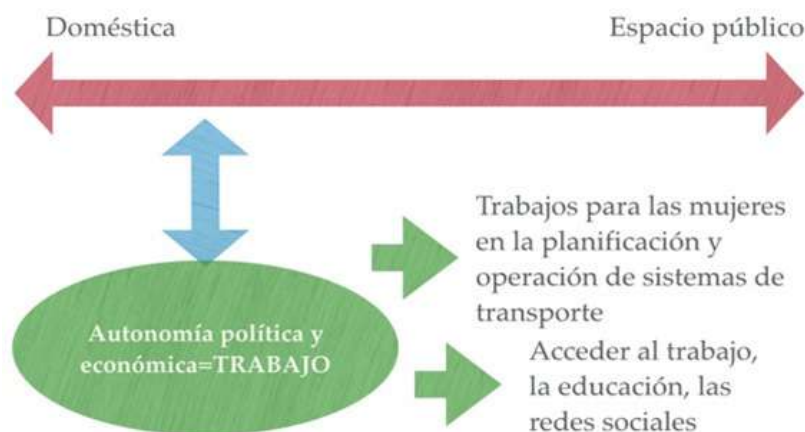 Doméstica
Espacio público
Trabajos para las mujeres
en la planificación y
operación de sistemas de
transporte
Autonomía política y
económica=TRABAJO
Acceder al trabajo,
la educación, las
redes sociales